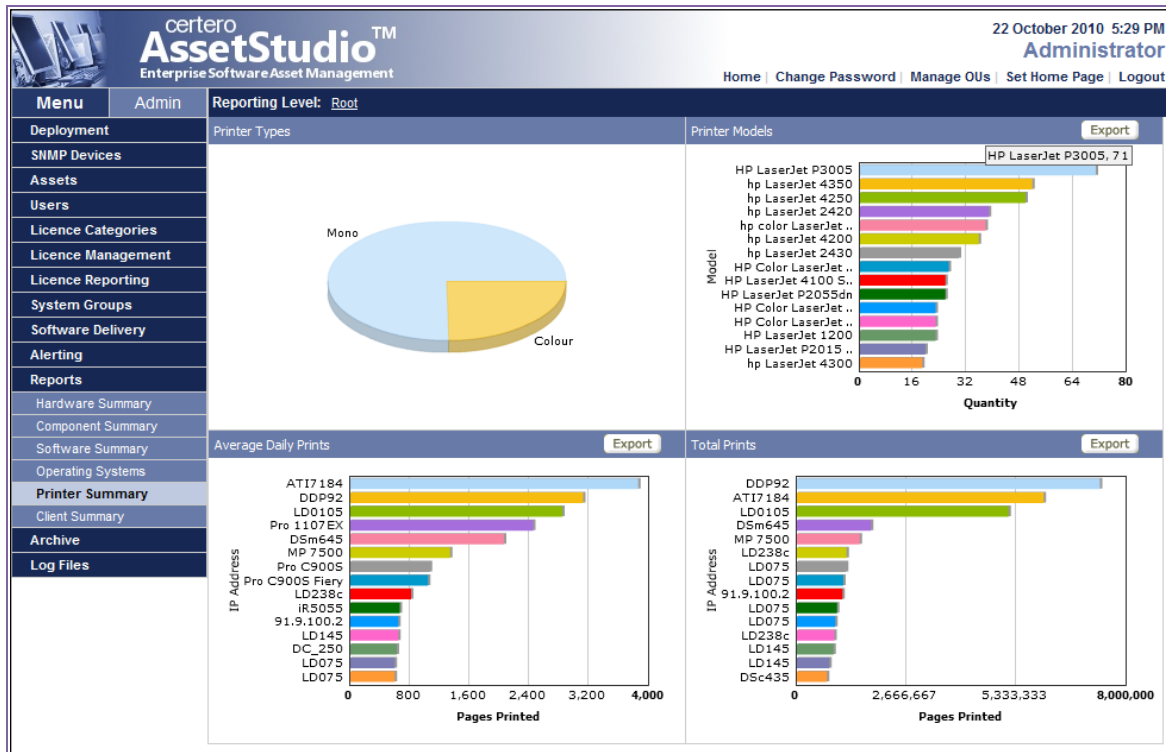 certero
AssetStudio™
Enterprise Software Asset Management
22 October 2010 5:29 PM
Administrator
Home | Change Password | Manage OUs | Set Home Page | Logout
Menu
Admin
Reporting Level: Root
Deployment
SNMP Devices
Assets
Users
Licence Categories
Licence Management
Licence Reporting
System Groups
Software Delivery
Alerting
Reports
Hardware Summary
Component Summary
Software Summary
Operating Systems
Printer Summary
Client Summary
Archive
Log Files
Printer Types
Mono
Colour
Printer Models
Export
HP LaserJet P3005, 71
HP LaserJet P3005
hp LaserJet 4350
hp LaserJet 4250
hp LaserJet 2420
hp color LaserJet ..
hp LaserJet 4200
hp LaserJet 2430
HP Color LaserJet ..
HP LaserJet 4100 S..
HP LaserJet P2055dn
HP Color LaserJet ..
HP Color LaserJet ..
HP LaserJet 1200
HP LaserJet P2015 ..
hp LaserJet 4300
Model
0 16 32 48 64 80
Quantity
Average Daily Prints
Export
ATI7184
DDP92
LD0105
Pro 1107EX
DSm645
MP 7500
Pro C900S
Pro C900S Fiery
LD238c
iR5055
91.9.100.2
LD145
DC_250
LD075
LD075
IP Address
0 800 1,600 2,400 3,200 4,000
Pages Printed
Total Prints
Export
DDP92
ATI7184
LD0105
DSm645
MP 7500
LD238c
LD075
LD075
91.9.100.2
LD075
LD075
LD238c
LD145
LD145
DSc435
IP Address
0 2,666,667 5,333,333 8,000,000
Pages Printed